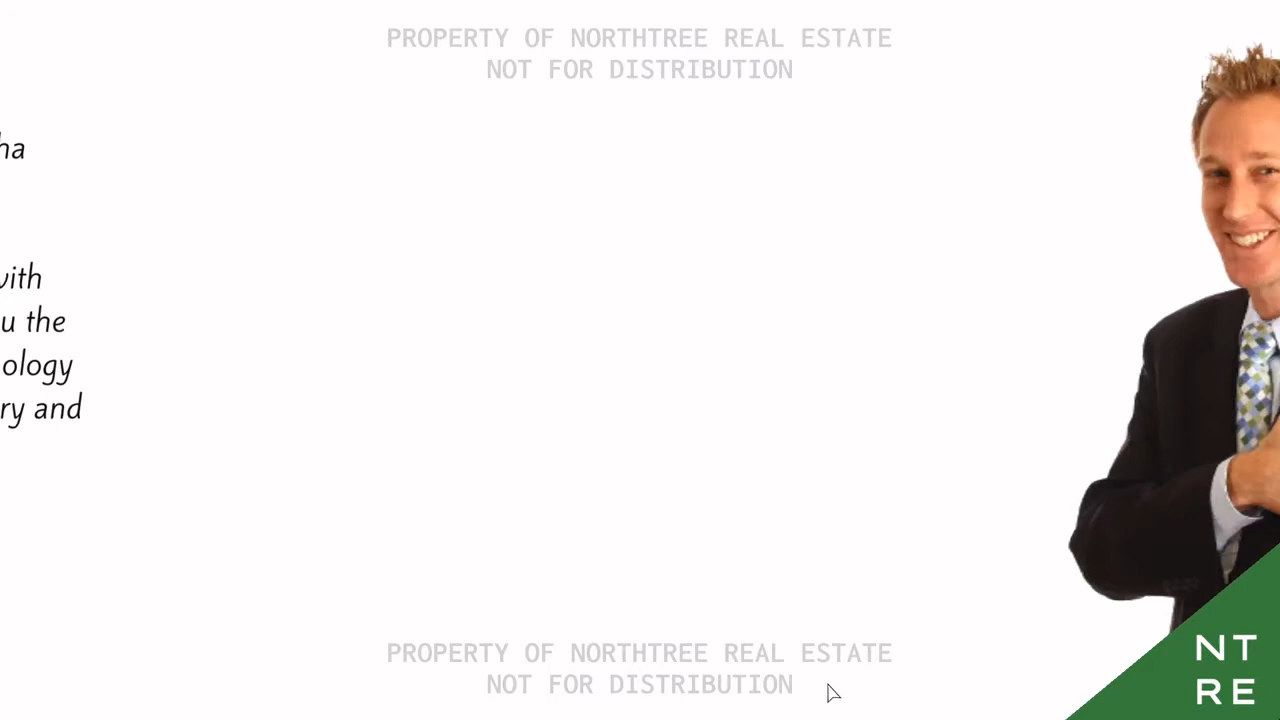 PROPERTY OF NORTHTREE REAL ESTATE
NOT FOR DISTRIBUTION
ha
with
u the
ology
ry and
PROPERTY OF NORTHTREE REAL ESTATE
NOT FOR DISTRIBUTION
NT
RE